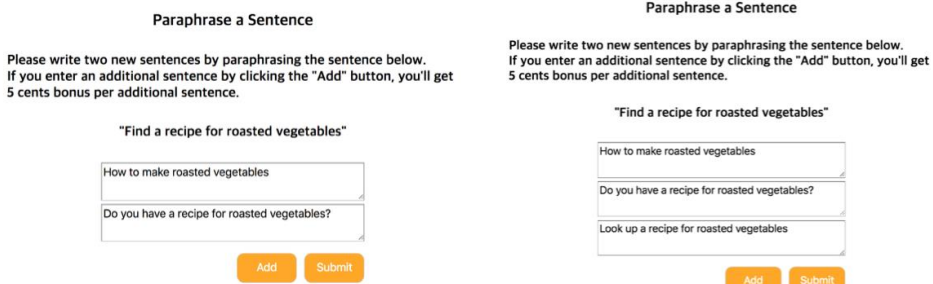 Paraphrase a Sentence
Please write two new sentences by paraphrasing the sentence below.
If you enter an additional sentence by clicking the "Add" button, you'll get
5 cents bonus per additional sentence.
"Find a recipe for roasted vegetables"
How to make roasted vegetables
Do you have a recipe for roasted vegetables?
Add
Submit
Paraphrase a Sentence
Please write two new sentences by paraphrasing the sentence below.
If you enter an additional sentence by clicking the "Add" button, you'll get
5 cents bonus per additional sentence.
"Find a recipe for roasted vegetables"
How to make roasted vegetables
Do you have a recipe for roasted vegetables?
Look up a recipe for roasted vegetables
Add
Submit